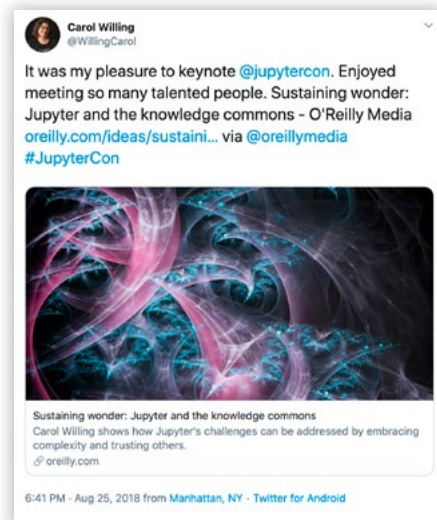 Carol Willing
@WillingCarol
It was my pleasure to keynote @jupytercon. Enjoyed
meeting so many talented people. Sustaining wonder:
Jupyter and the knowledge commons - O'Reilly Media
oreilly.com/ideas/sustaini... via @oreillymedia
#JupyterCon
Sustaining wonder: Jupyter and the knowledge commons
Carol Willing shows how Jupyter's challenges can be addressed by embracing
complexity and trusting others.
oreilly.com
6:41 PM · Aug 25, 2018 from Manhattan, NY · Twitter for Android